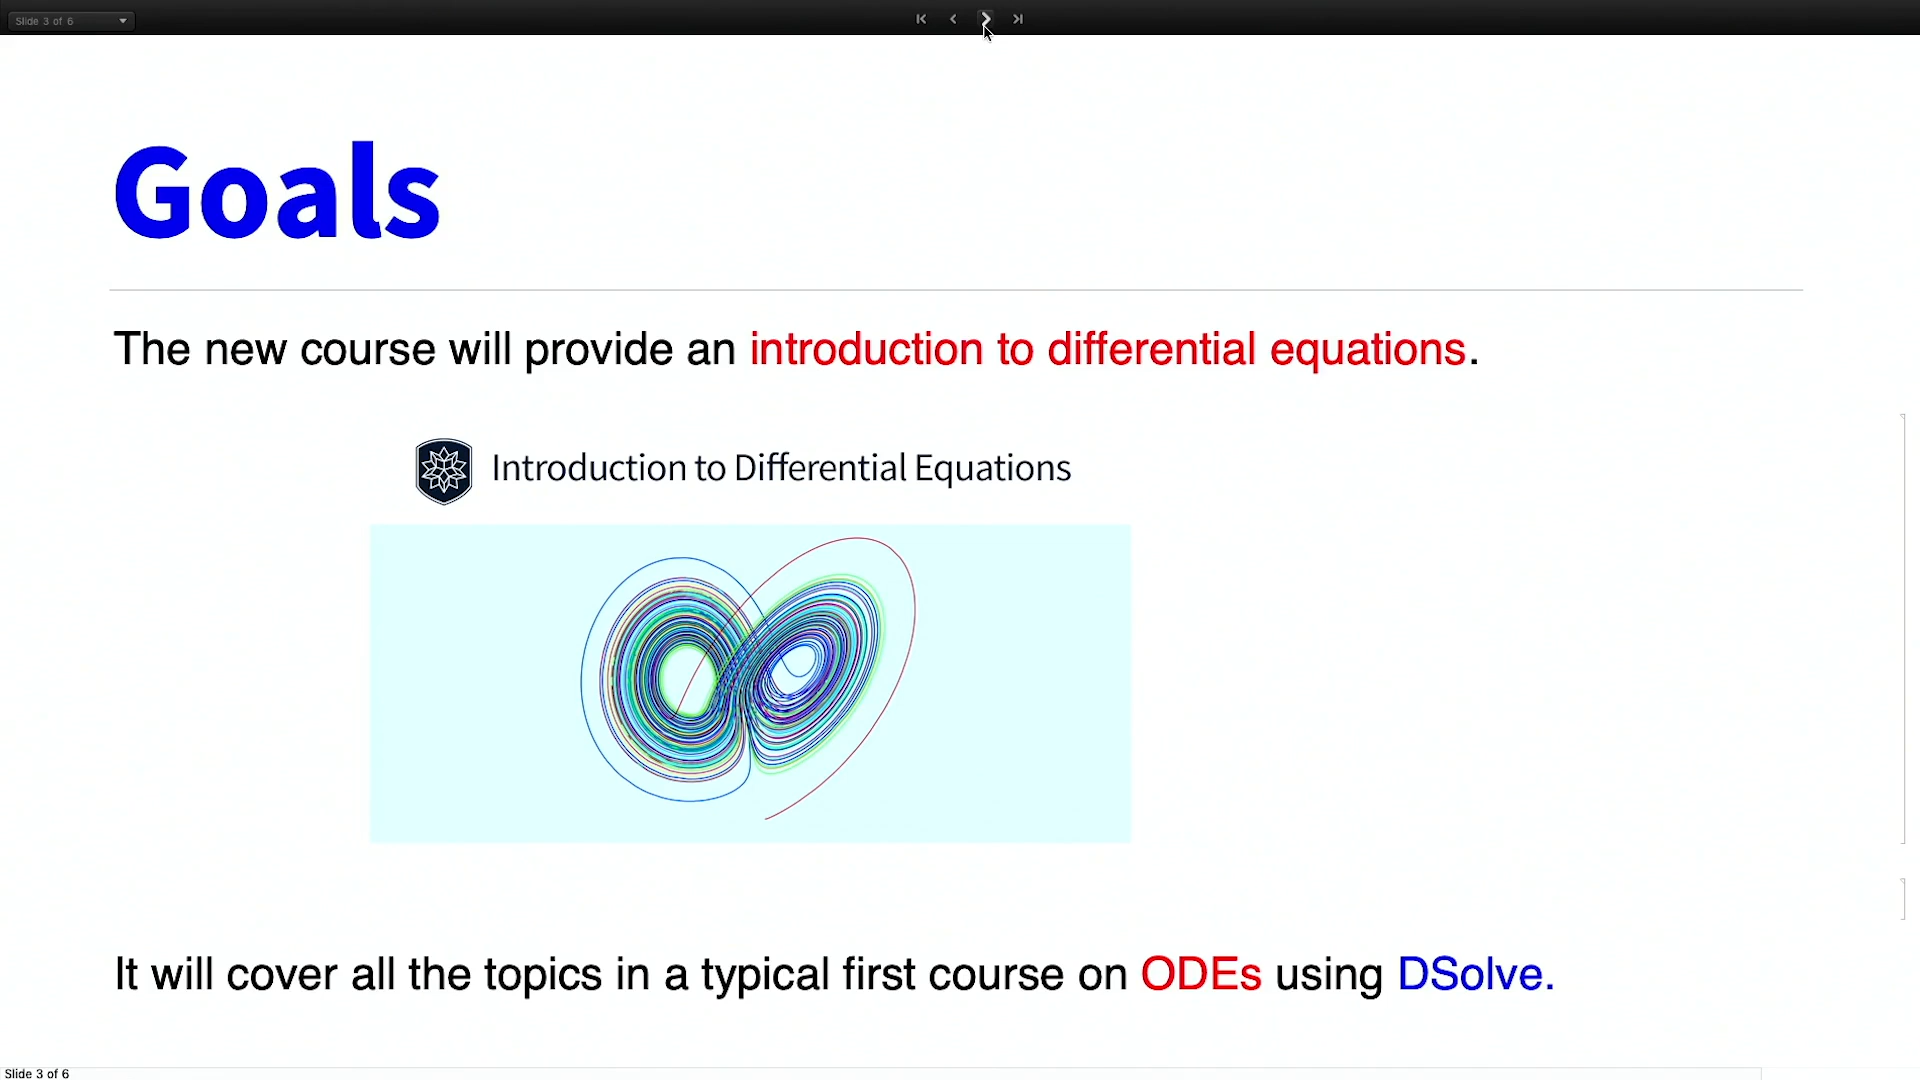 Slide 3 of 6
Goals
The new course will provide an introduction to differential equations.
Introduction to Differential Equations
It will cover all the topics in a typical first course on ODEs using DSolve.
Slide 3 of 6